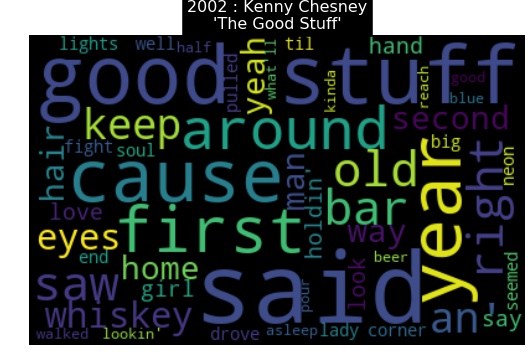 2002 : Kenny Chesney
'The Good Stuff'
lights well half til hand
good stuff
pulled yeah what ll kinda reach good blue
keep around second
hair fight soul man holdin' old big neon
cause year right
love first bar way
eyes end home look beer seemed
saw girl said an' say
whiskey pour
walked lookin' drove asleep lady corner